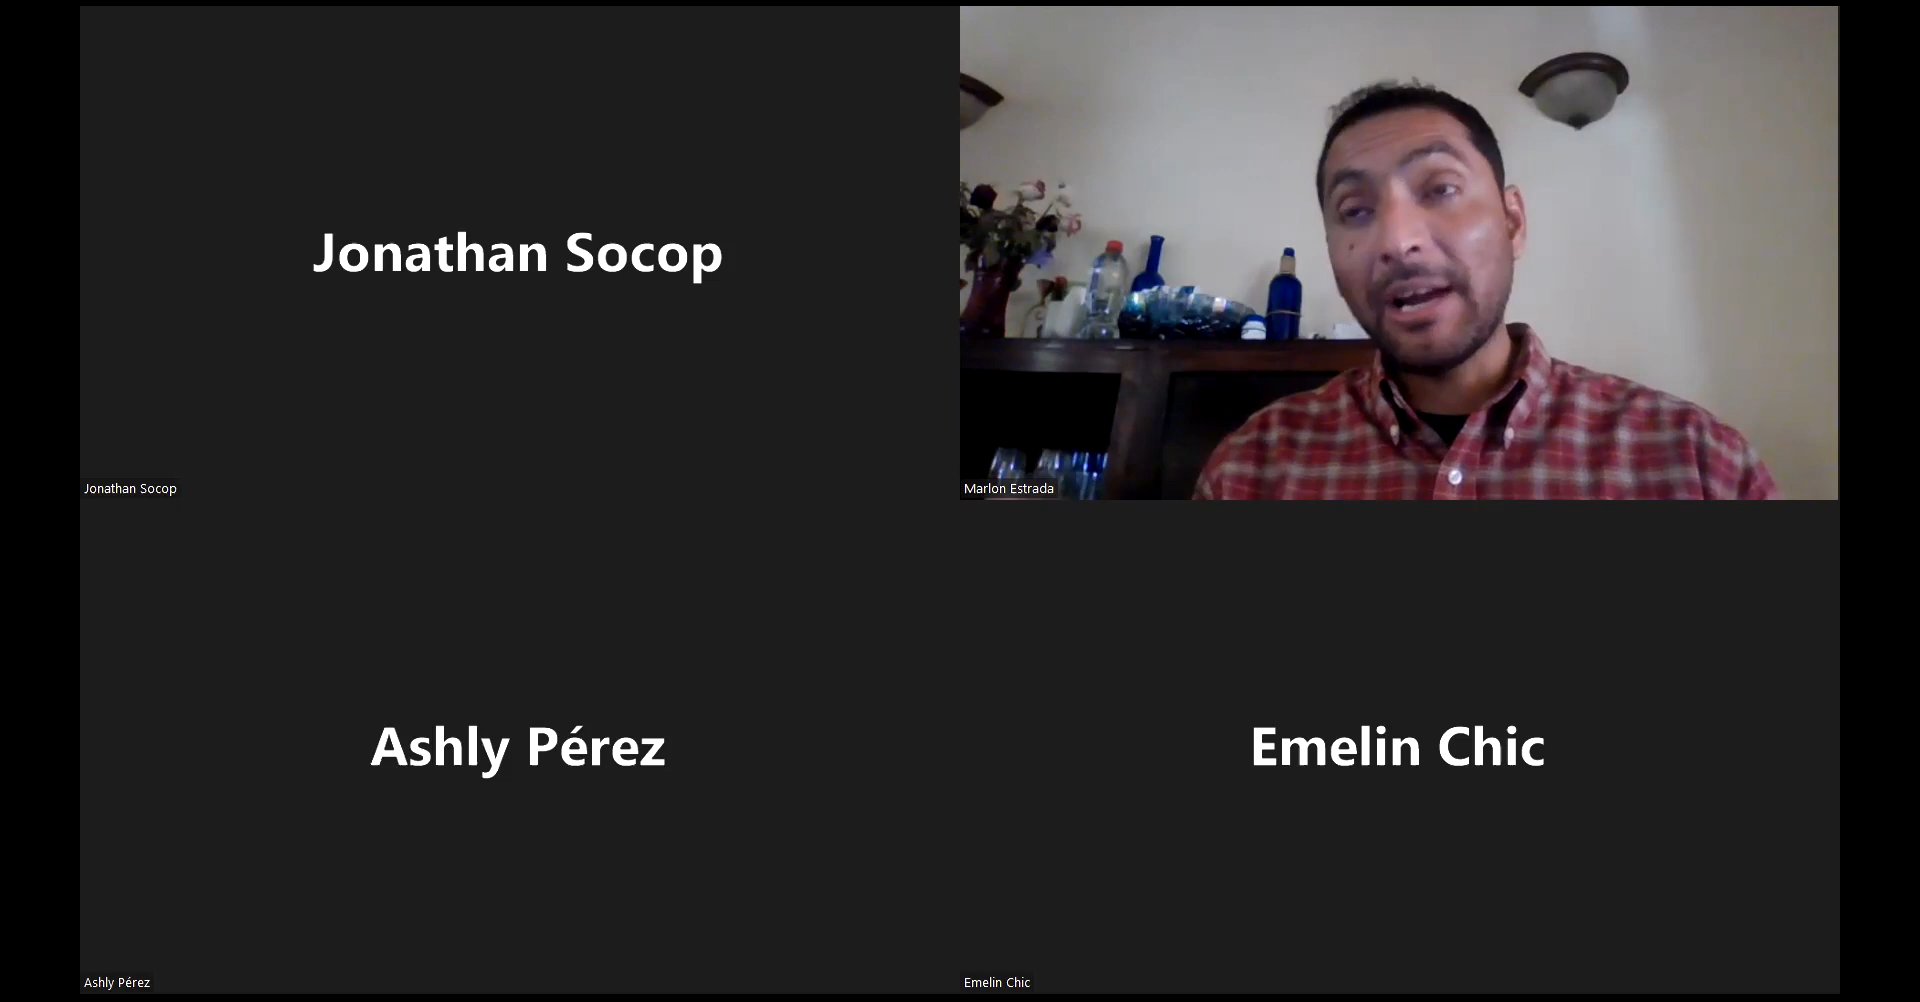 Jonathan Socop
Jonathan Socop
Marlon Estrada
Ashly Pérez
Emelin Chic
Ashly Pérez
Emelin Chic